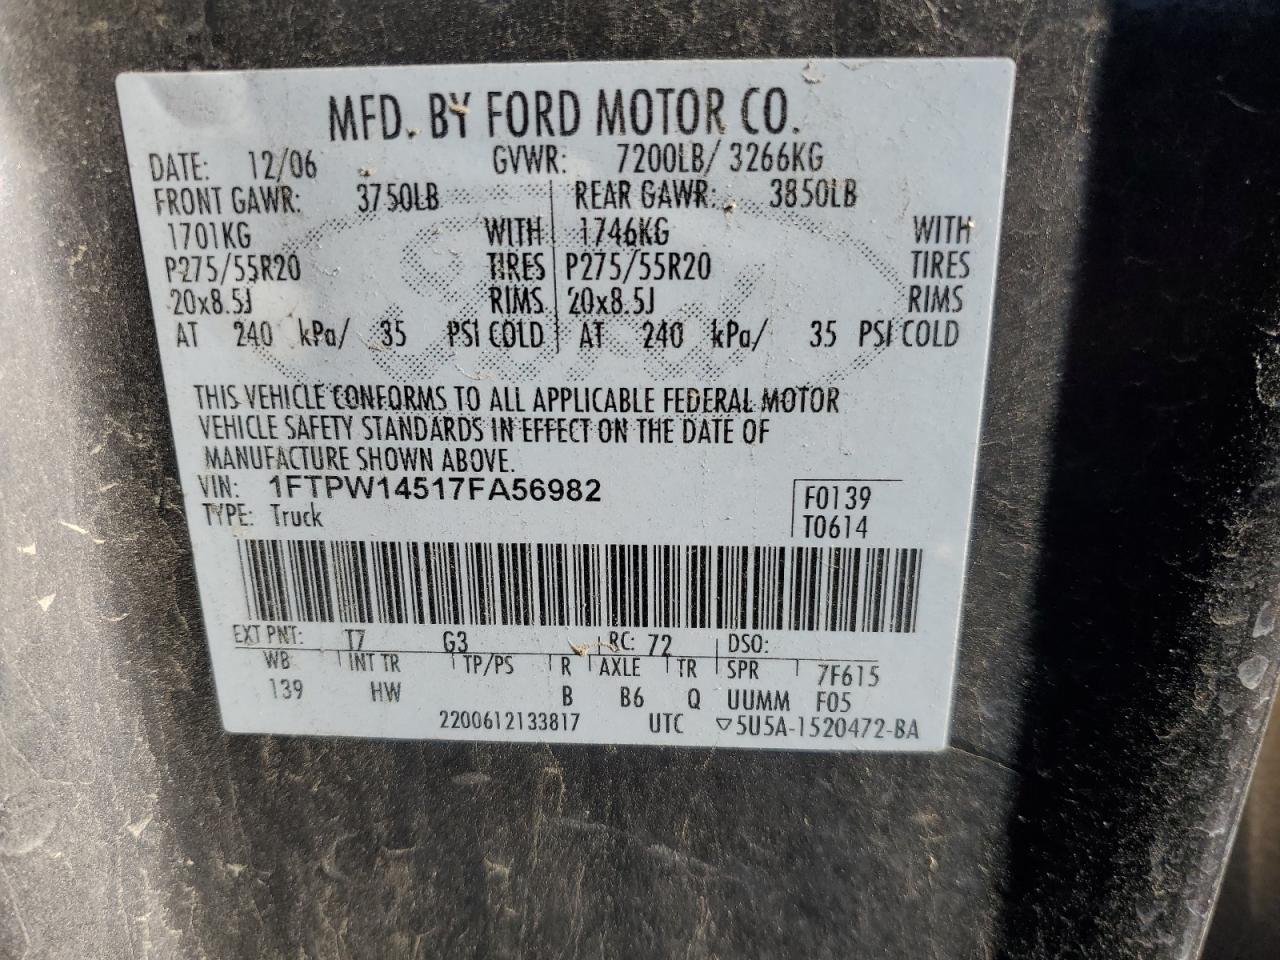 MFD. BY FORD MOTOR CO.
DATE: 12/06 GVWR: 7200LB/ 3266KG
FRONT GAWR: 3750LB REAR GAWR: 3850LB
1701KG WITH 1746KG WITH
P275/55R20 TIRES P275/55R20 TIRES
20x8.5J RIMS 20x8.5J RIMS
AT 240 kPa/ 35 PSI COLD AT 240 kPa/ 35 PSI COLD
THIS VEHICLE CONFORMS TO ALL APPLICABLE FEDERAL MOTOR
VEHICLE SAFETY STANDARDS IN EFFECT ON THE DATE OF
MANUFACTURE SHOWN ABOVE.
VIN: 1FTPW14517FA56982 F0139
TYPE: Truck T0614
EXT PNT: T7 G3 RC: 72 DSO:
WB INT TR TP/PS R AXLE TR SPR 7F615
139 HW B B6 Q UUMM F05
2200612133817 UTC ▽5U5A-1520472-BA